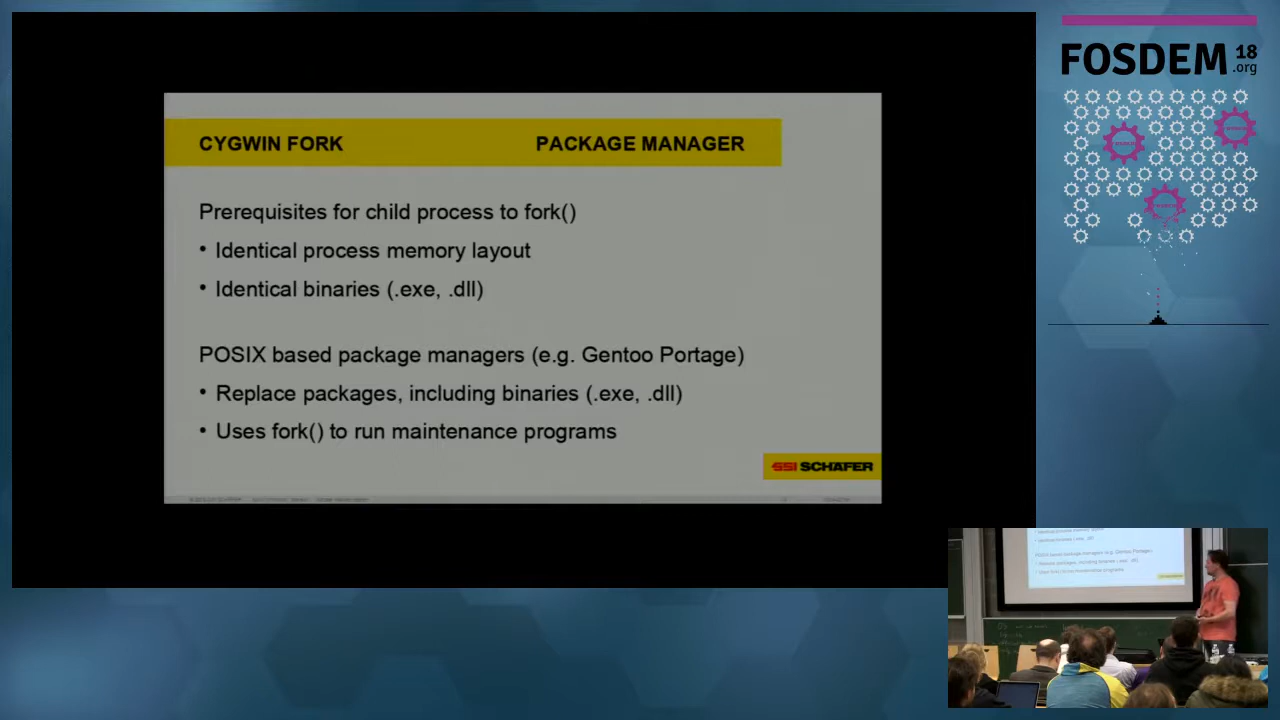 FOSDEM 18
.org
CYGWIN FORK PACKAGE MANAGER
Prerequisites for child process to fork()
• Identical process memory layout
• Identical binaries (.exe, .dll)
POSIX based package managers (e.g. Gentoo Portage)
• Replace packages, including binaries (.exe, .dll)
• Uses fork() to run maintenance programs
SSI SCHÄFER